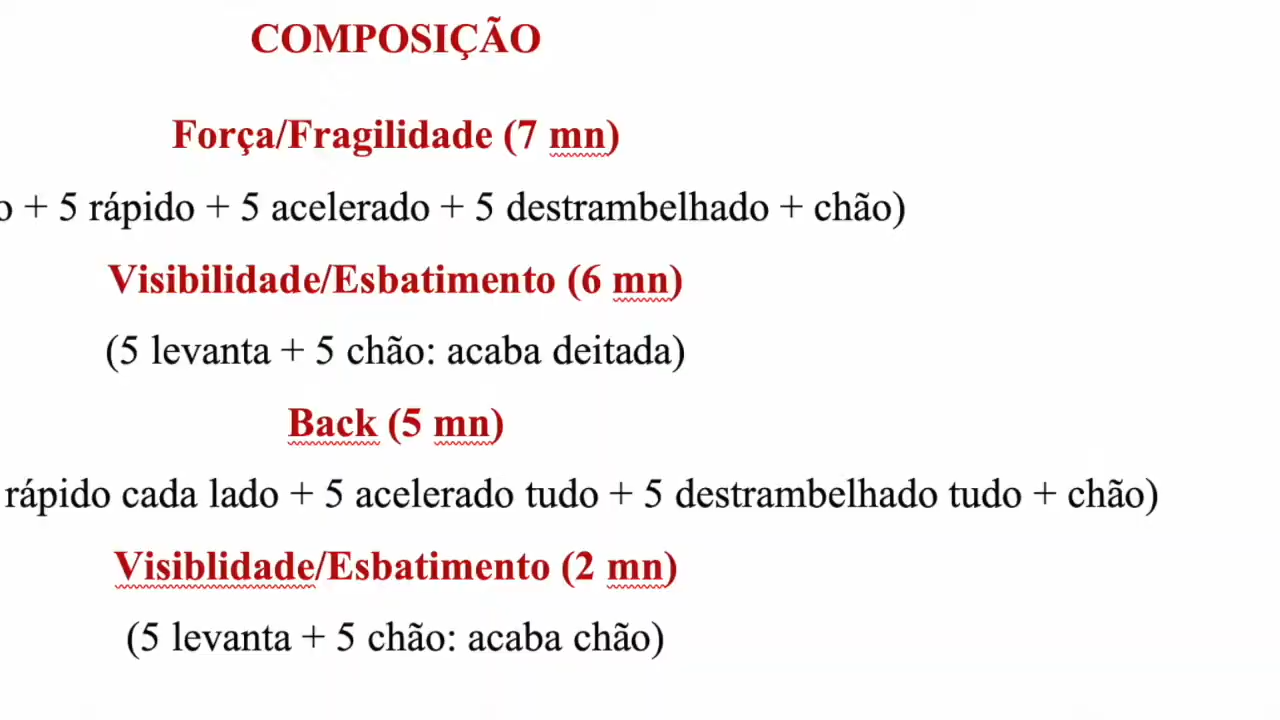 COMPOSIÇÃO
Força/Fragilidade (7 mn)
+ 5 rápido + 5 acelerado + 5 destrambelhado + chão)
Visibilidade/Esbatimento (6 mn)
(5 levanta + 5 chão: acaba deitada)
Back (5 mn)
rápido cada lado + 5 acelerado tudo + 5 destrambelhado tudo + chão)
Visiblidade/Esbatimento (2 mn)
(5 levanta + 5 chão: acaba chão)